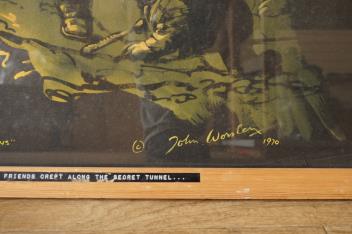 © John Worsley 1970
FRIENDS CREPT ALONG THE SECRET TUNNEL...